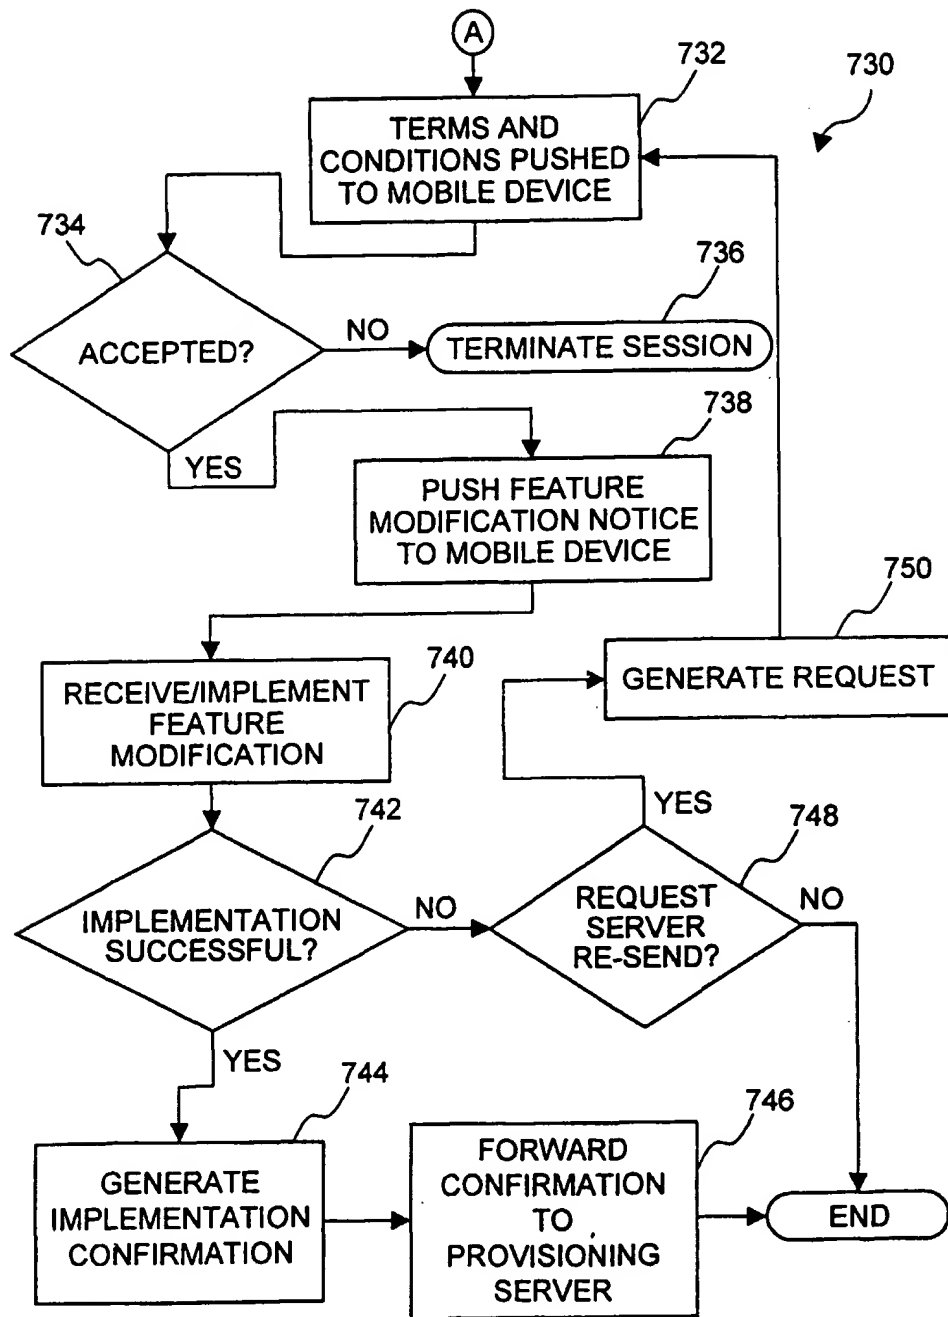 A
732
730
TERMS AND
CONDITIONS PUSHED
TO MOBILE DEVICE
734
736
ACCEPTED?
NO
TERMINATE SESSION
738
YES
PUSH FEATURE
MODIFICATION NOTICE
TO MOBILE DEVICE
750
740
GENERATE REQUEST
RECEIVE/IMPLEMENT
FEATURE
MODIFICATION
742
YES
748
IMPLEMENTATION
SUCCESSFUL?
NO
REQUEST
SERVER
RE-SEND?
NO
YES
744
746
GENERATE
IMPLEMENTATION
CONFIRMATION
FORWARD
CONFIRMATION
TO
PROVISIONING
SERVER
END